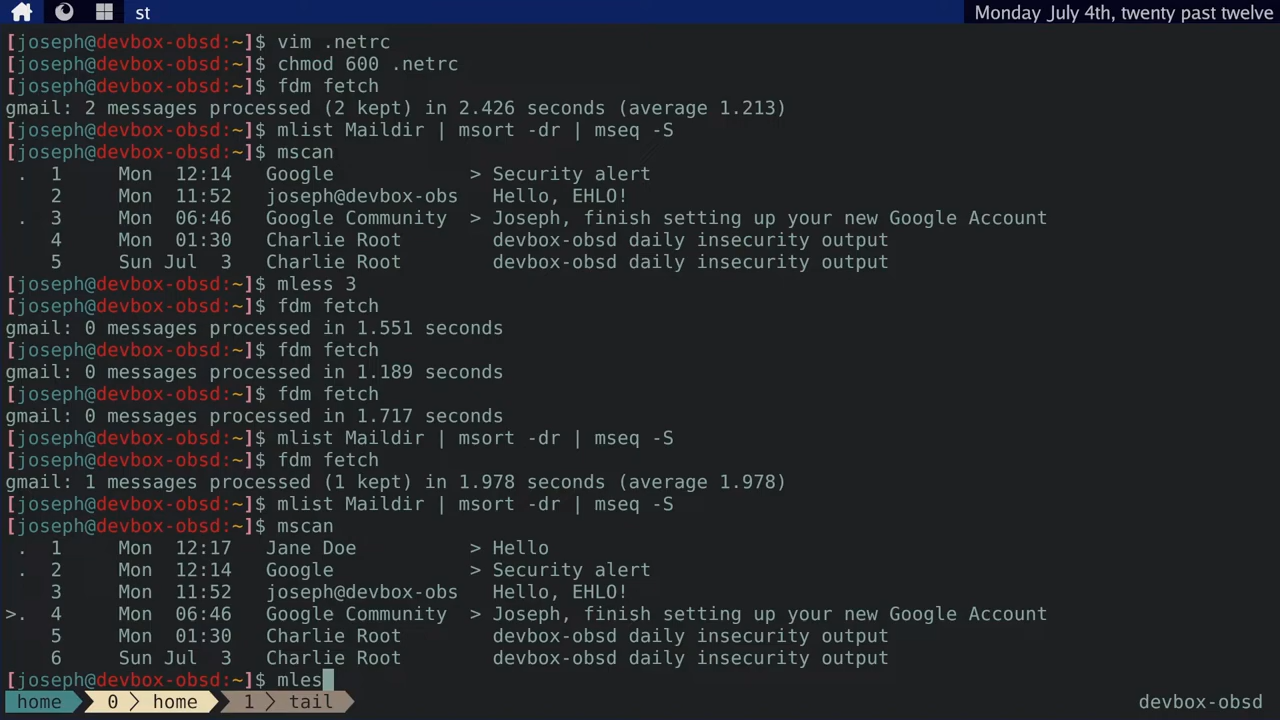 st Monday July 4th, twenty past twelve
[joseph@devbox-obsd:~]$ vim .netrc
[joseph@devbox-obsd:~]$ chmod 600 .netrc
[joseph@devbox-obsd:~]$ fdm fetch
gmail: 2 messages processed (2 kept) in 2.426 seconds (average 1.213)
[joseph@devbox-obsd:~]$ mlist Maildir | msort -dr | mseq -S
[joseph@devbox-obsd:~]$ mscan
. 1 Mon 12:14 Google > Security alert
2 Mon 11:52 joseph@devbox-obs Hello, EHLO!
. 3 Mon 06:46 Google Community > Joseph, finish setting up your new Google Account
4 Mon 01:30 Charlie Root devbox-obsd daily insecurity output
5 Sun Jul 3 Charlie Root devbox-obsd daily insecurity output
[joseph@devbox-obsd:~]$ mless 3
[joseph@devbox-obsd:~]$ fdm fetch
gmail: 0 messages processed in 1.551 seconds
[joseph@devbox-obsd:~]$ fdm fetch
gmail: 0 messages processed in 1.189 seconds
[joseph@devbox-obsd:~]$ fdm fetch
gmail: 0 messages processed in 1.717 seconds
[joseph@devbox-obsd:~]$ mlist Maildir | msort -dr | mseq -S
[joseph@devbox-obsd:~]$ fdm fetch
gmail: 1 messages processed (1 kept) in 1.978 seconds (average 1.978)
[joseph@devbox-obsd:~]$ mlist Maildir | msort -dr | mseq -S
[joseph@devbox-obsd:~]$ mscan
. 1 Mon 12:17 Jane Doe > Hello
. 2 Mon 12:14 Google > Security alert
3 Mon 11:52 joseph@devbox-obs Hello, EHLO!
>. 4 Mon 06:46 Google Community > Joseph, finish setting up your new Google Account
5 Mon 01:30 Charlie Root devbox-obsd daily insecurity output
6 Sun Jul 3 Charlie Root devbox-obsd daily insecurity output
[joseph@devbox-obsd:~]$ mles
home 0 > home 1 > tail devbox-obsd